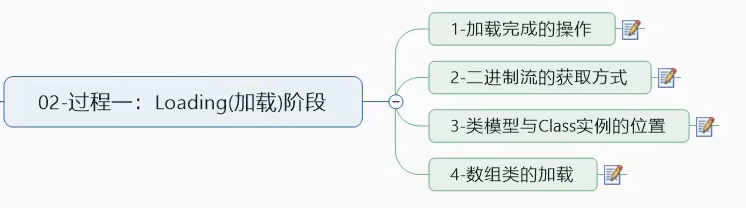 02-过程一：Loading(加载)阶段
1-加载完成的操作
2-二进制流的获取方式
3-类模型与Class实例的位置
4-数组类的加载